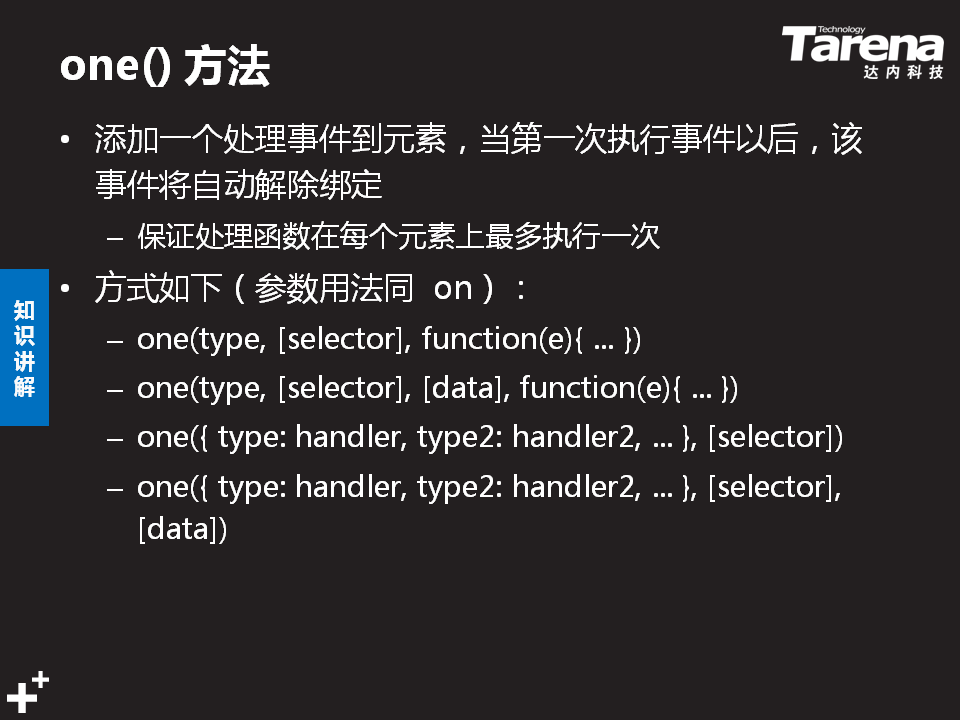 one() 方法
Technology
Tarena
达内科技
• 添加一个处理事件到元素，当第一次执行事件以后，该
事件将自动解除绑定
– 保证处理函数在每个元素上最多执行一次
• 方式如下（参数用法同 on）：
知识讲解
– one(type, [selector], function(e){ ... })
– one(type, [selector], [data], function(e){ ... })
– one({ type: handler, type2: handler2, ... }, [selector])
– one({ type: handler, type2: handler2, ... }, [selector],
[data])